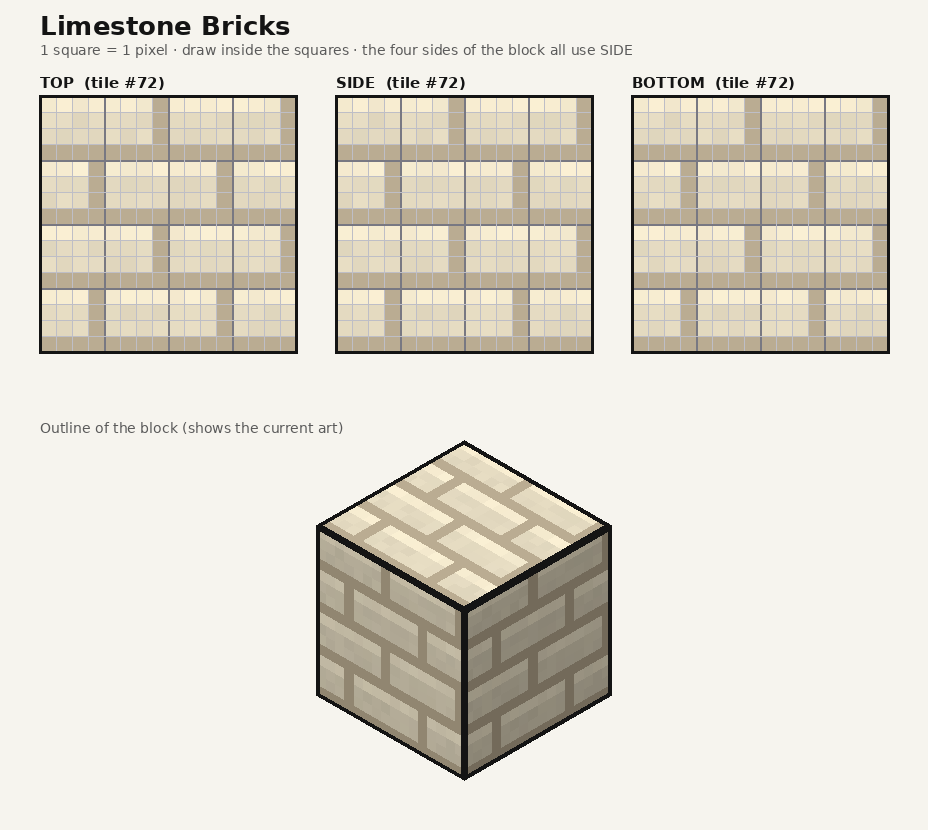 Limestone Bricks
1 square = 1 pixel · draw inside the squares · the four sides of the block all use SIDE
TOP (tile #72)
SIDE (tile #72)
BOTTOM (tile #72)
Outline of the block (shows the current art)